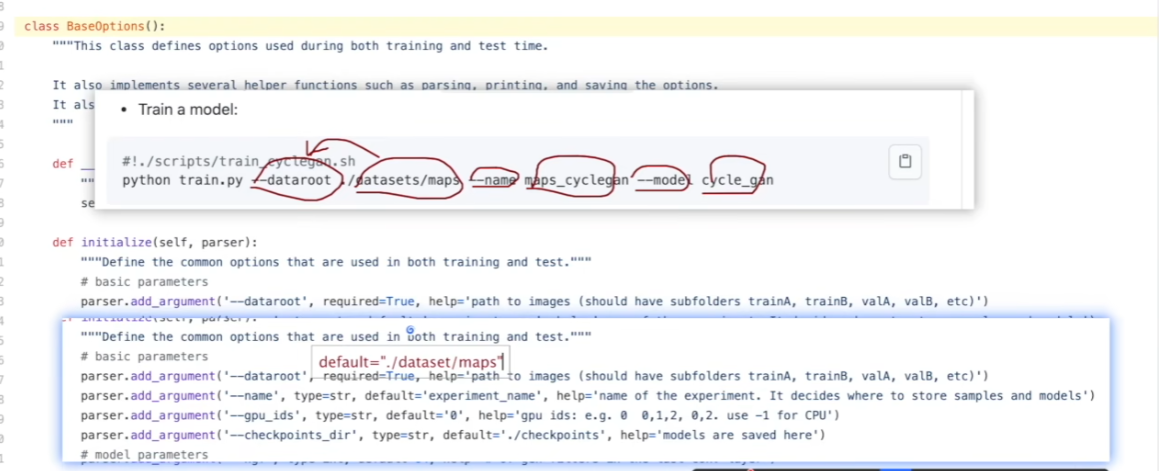 class BaseOptions():
"""This class defines options used during both training and test time.
It also implements several helper functions such as parsing, printing, and saving the options.
It als
"""
• Train a model:
#!./scripts/train_cyclegan.sh
python train.py --dataroot ./datasets/maps --name maps_cyclegan --model cycle_gan
def __
""
se
def initialize(self, parser):
"""Define the common options that are used in both training and test."""
# basic parameters
parser.add_argument('--dataroot', required=True, help='path to images (should have subfolders trainA, trainB, valA, valB, etc)')
"""Define the common options that are used in both training and test."""
# basic parameters
default="./dataset/maps"
parser.add_argument('--dataroot', required=True, help='path to images (should have subfolders trainA, trainB, valA, valB, etc)')
parser.add_argument('--name', type=str, default='experiment_name', help='name of the experiment. It decides where to store samples and models')
parser.add_argument('--gpu_ids', type=str, default='0', help='gpu ids: e.g. 0  0,1,2, 0,2. use -1 for CPU')
parser.add_argument('--checkpoints_dir', type=str, default='./checkpoints', help='models are saved here')
# model parameters